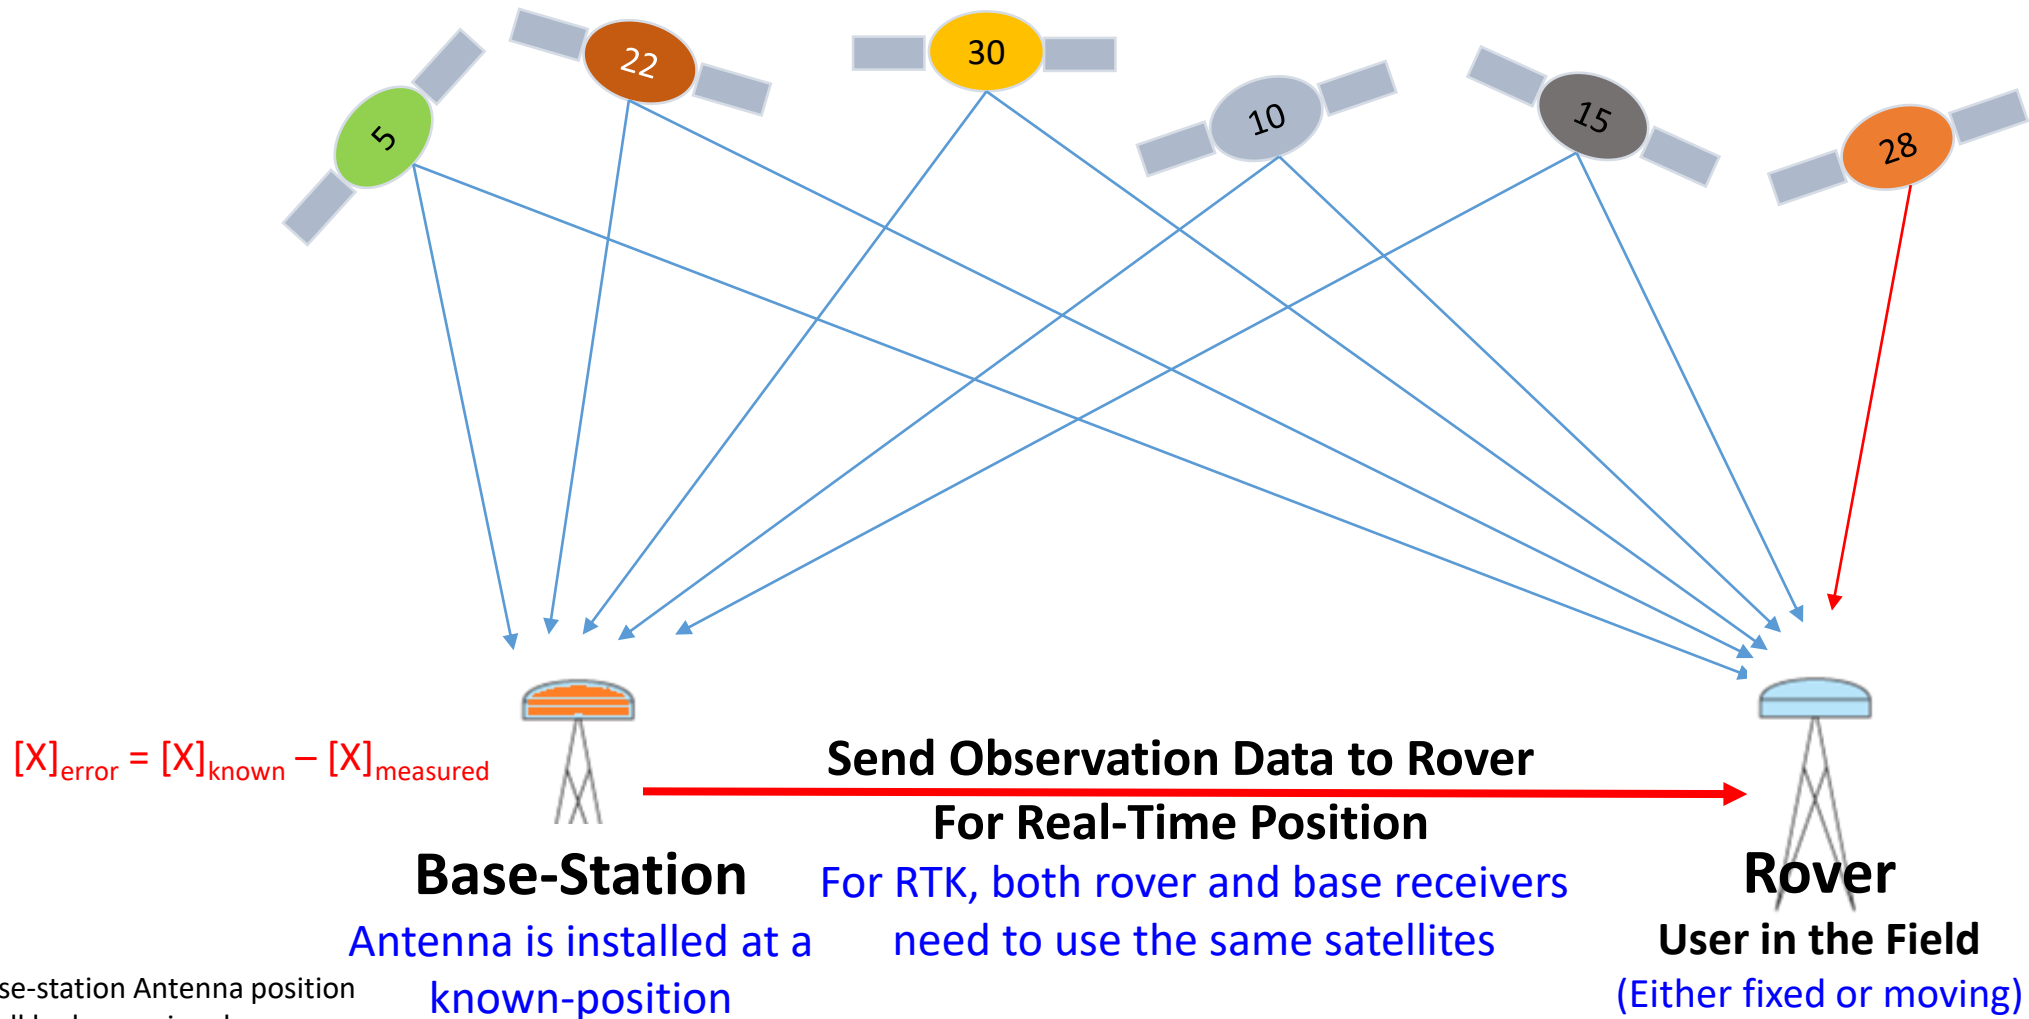 5
22
30
10
15
28
[X]error = [X]known – [X]measured
Send Observation Data to Rover
For Real-Time Position
Base-Station
For RTK, both rover and base receivers
need to use the same satellites
Antenna is installed at a
known-position
Rover
User in the Field
(Either fixed or moving)
se-station Antenna position